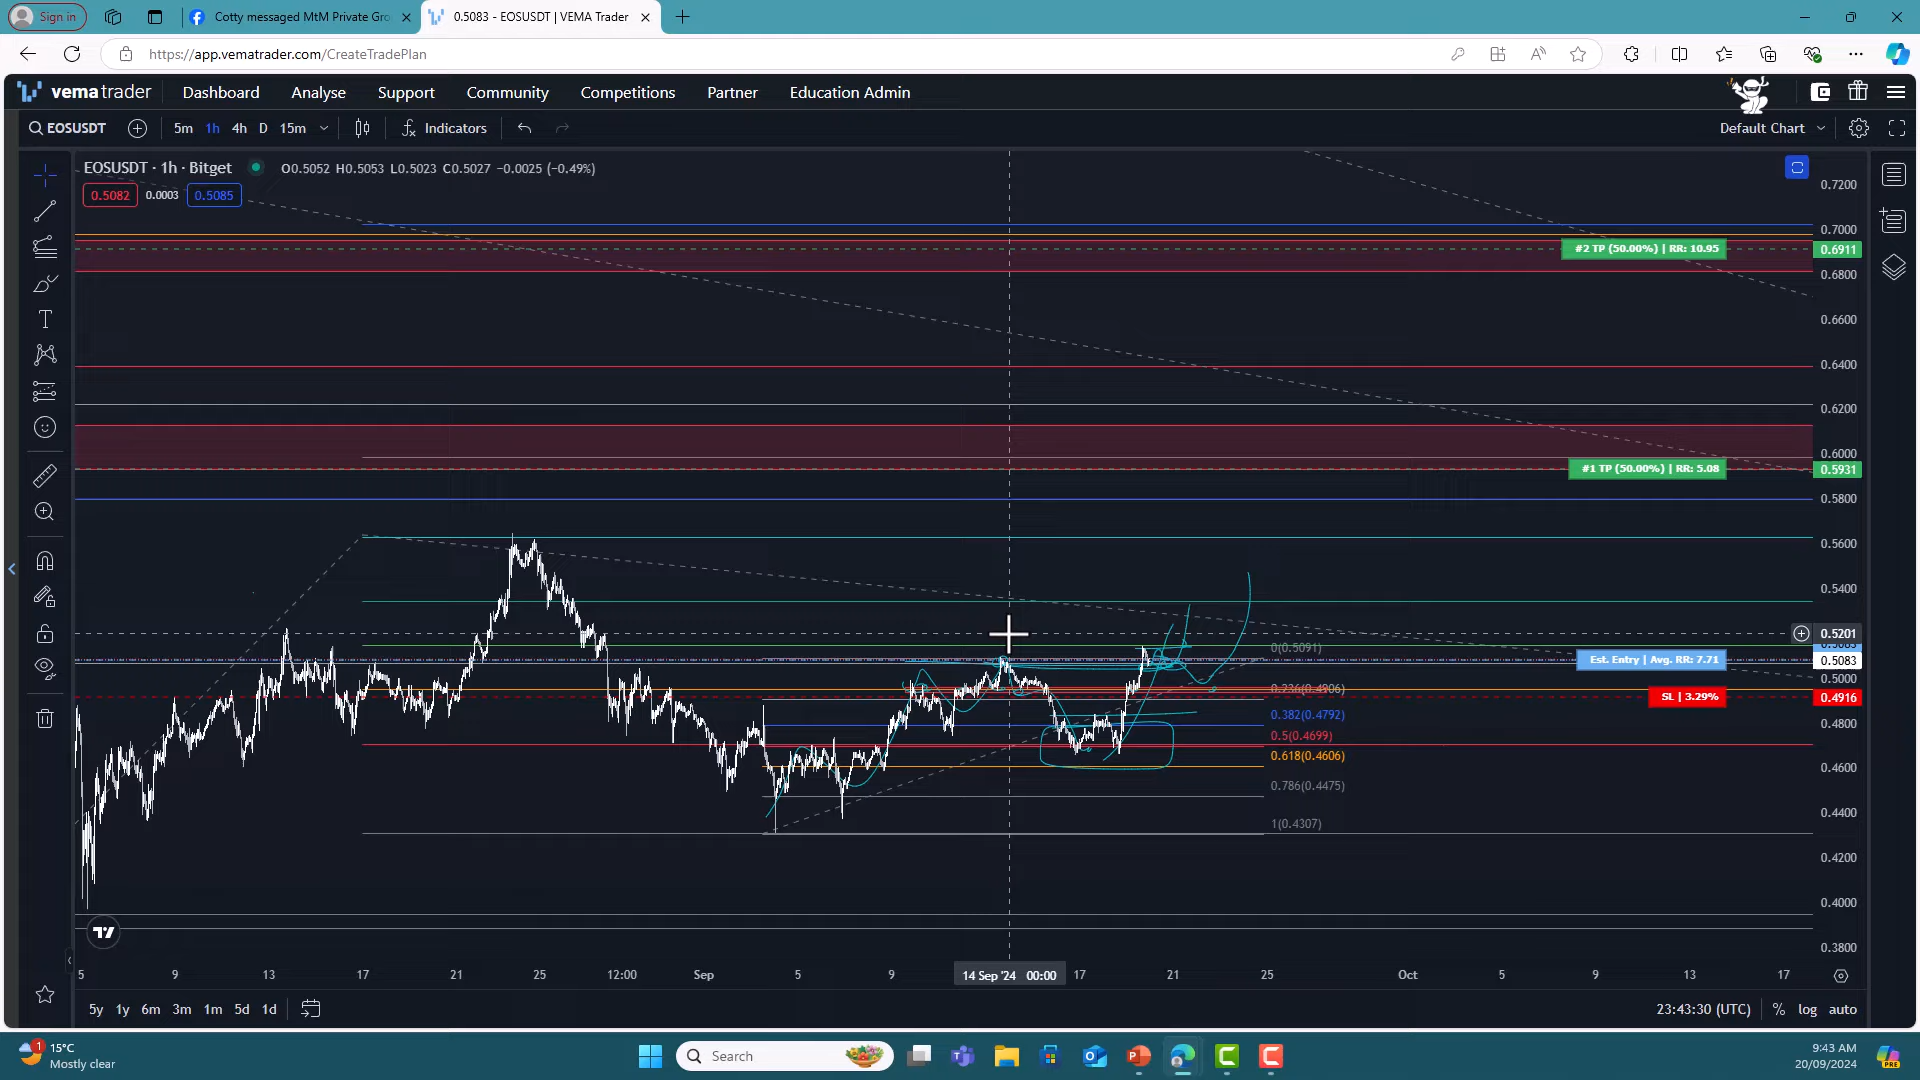 Sign in
Cotty messaged MtM Private Gro
0.5083 - EOSUSDT | VEMA Trader
https://app.vematrader.com/CreateTradePlan
vema trader
Dashboard
Analyse
Support
Community
Competitions
Partner
Education Admin
EOSUSDT
5m
1h
4h
D
15m
Indicators
Default Chart
EOSUSDT · 1h · Bitget
O0.5052 H0.5053 L0.5023 C0.5027 −0.0025 (−0.49%)
0.5082
0.0003
0.5085
0.7200
0.7000
#2 TP (50.00%) | RR: 10.95
0.6911
0.6800
0.6600
0.6400
0.6200
0.6000
#1 TP (50.00%) | RR: 5.08
0.5931
0.5800
0.5600
0.5400
0.5201
0(0.5091)
Est. Entry | Avg. RR: 7.71
0.5083
0.5000
0.236(0.4906)
SL | 3.29%
0.4916
0.382(0.4792)
0.4800
0.5(0.4699)
0.618(0.4606)
0.4600
0.786(0.4475)
0.4400
1(0.4307)
0.4200
0.4000
0.3800
5
9
13
17
21
25
12:00
Sep
5
9
14 Sep '24 00:00
17
21
25
Oct
5
9
13
17
5y
1y
6m
3m
1m
5d
1d
23:43:30 (UTC)
%
log
auto
1
15°C
Mostly clear
Search
9:43 AM
20/09/2024
PRE